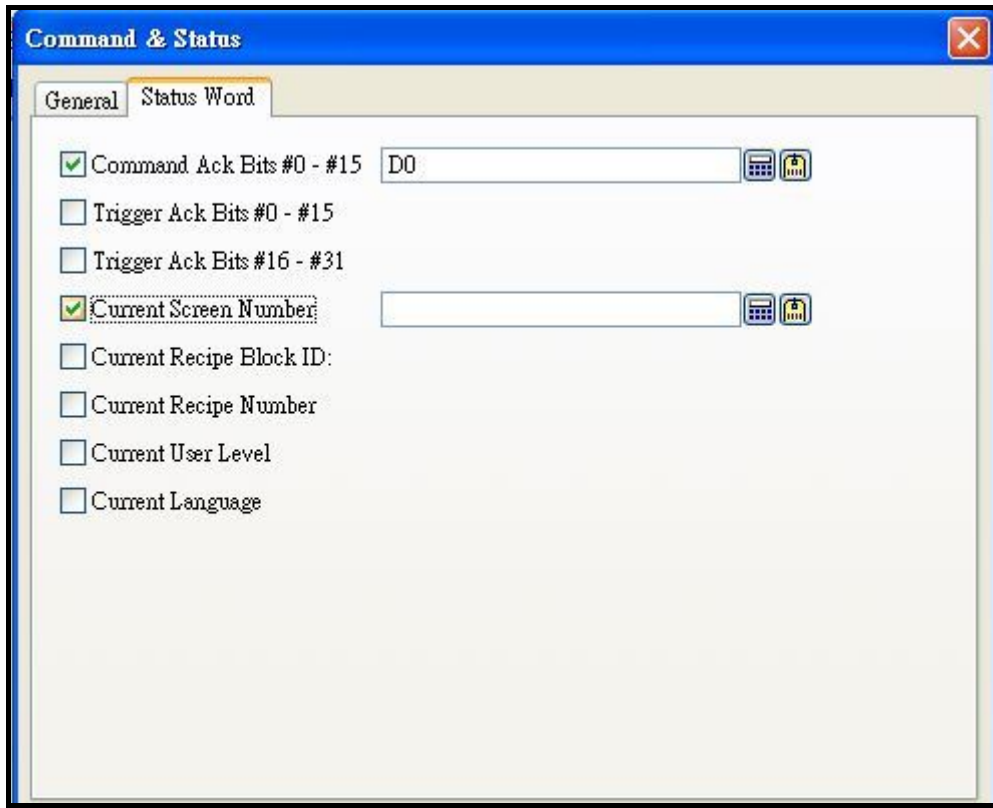 Command & Status
General Status Word
Command Ack Bits #0 - #15 D0
Trigger Ack Bits #0 - #15
Trigger Ack Bits #16 - #31
Current Screen Number
Current Recipe Block ID:
Current Recipe Number
Current User Level
Current Language